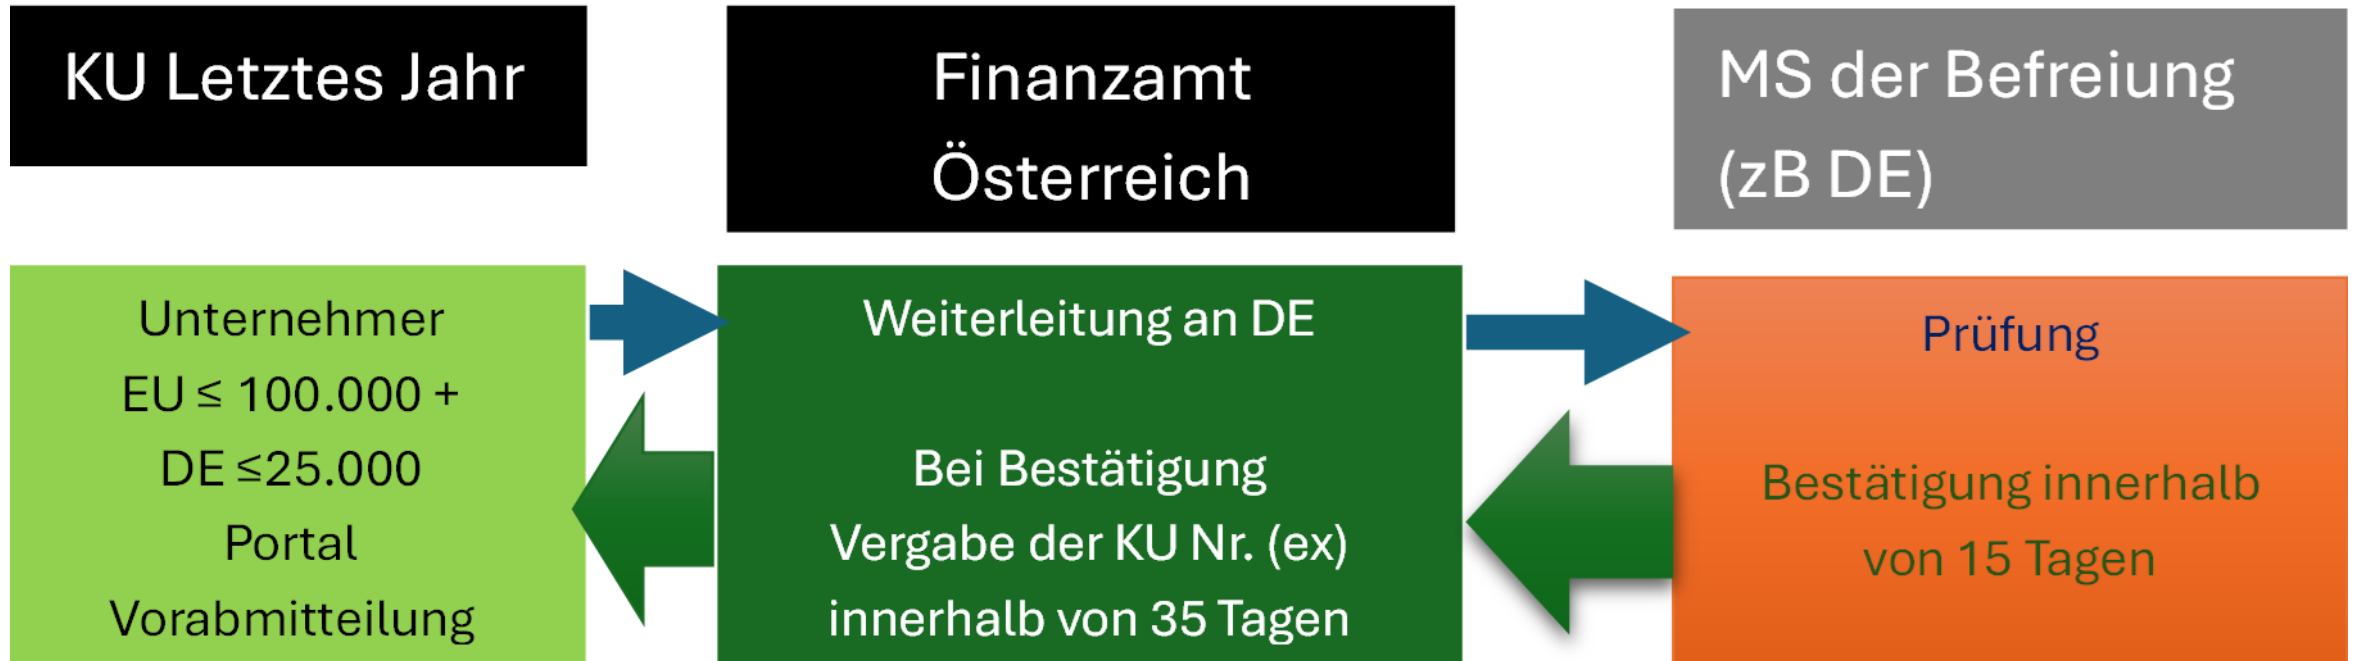 KU Letztes Jahr
Finanzamt
Österreich
MS der Befreiung
(zB DE)
Unternehmer
EU ≤ 100.000 +
DE ≤25.000
Portal
Vorabmitteilung
Weiterleitung an DE
Bei Bestätigung
Vergabe der KU Nr. (ex)
innerhalb von 35 Tagen
Prüfung
Bestätigung innerhalb
von 15 Tagen